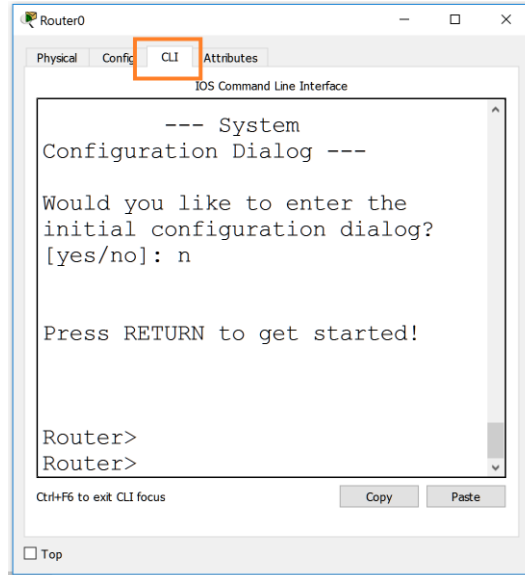 Router0
Physical Config CLI Attributes
IOS Command Line Interface
--- System
Configuration Dialog ---
Would you like to enter the
initial configuration dialog?
[yes/no]: n
Press RETURN to get started!
Router>
Router>
Ctrl+F6 to exit CLI focus
Copy Paste
Top